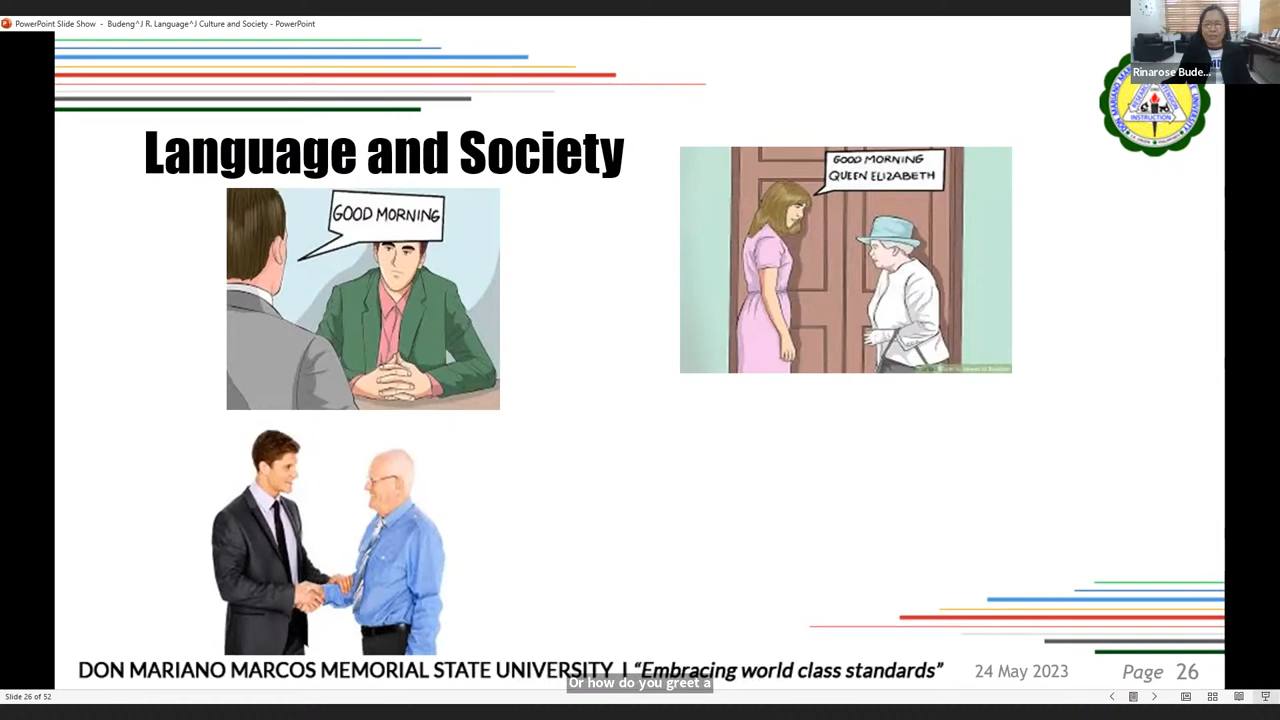 PowerPoint Slide Show - Budeng^J R. Language^J Culture and Society - PowerPoint
Rinarose Bude...
INSTRUCTION
Language and Society
GOOD MORNING
GOOD MORNING
QUEEN ELIZABETH
DON MARIANO MARCOS MEMORIAL STATE UNIVERSITY I “Embracing world class standards”
24 May 2023
Page 26
Or how do you greet a
Slide 26 of 52